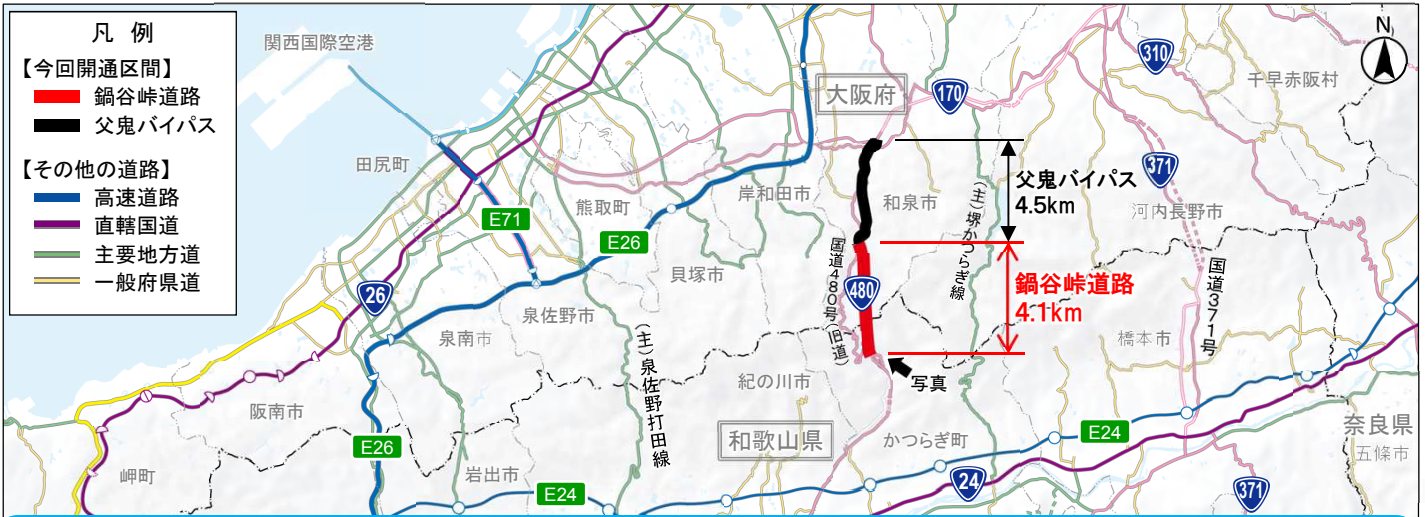 凡 例
【今回開通区間】
鍋谷峠道路
父鬼バイパス
【その他の道路】
高速道路
直轄国道
主要地方道
一般府県道
関西国際空港
田尻町
E71
熊取町
E26
岸和田市
貝塚市
泉佐野市
26
泉南市
阪南市
岬町
E26
岩出市
E24
(主)泉佐野打田線
大阪府
170
310
千早赤阪村
N
和泉市
(主)堺かつらぎ線
父鬼バイパス
4.5km
371
河内長野市
国道480号(旧道)
480
鍋谷峠道路
4.1km
国道371号
橋本市
写真
紀の川市
和歌山県
かつらぎ町
E24
24
371
奈良県
五條市